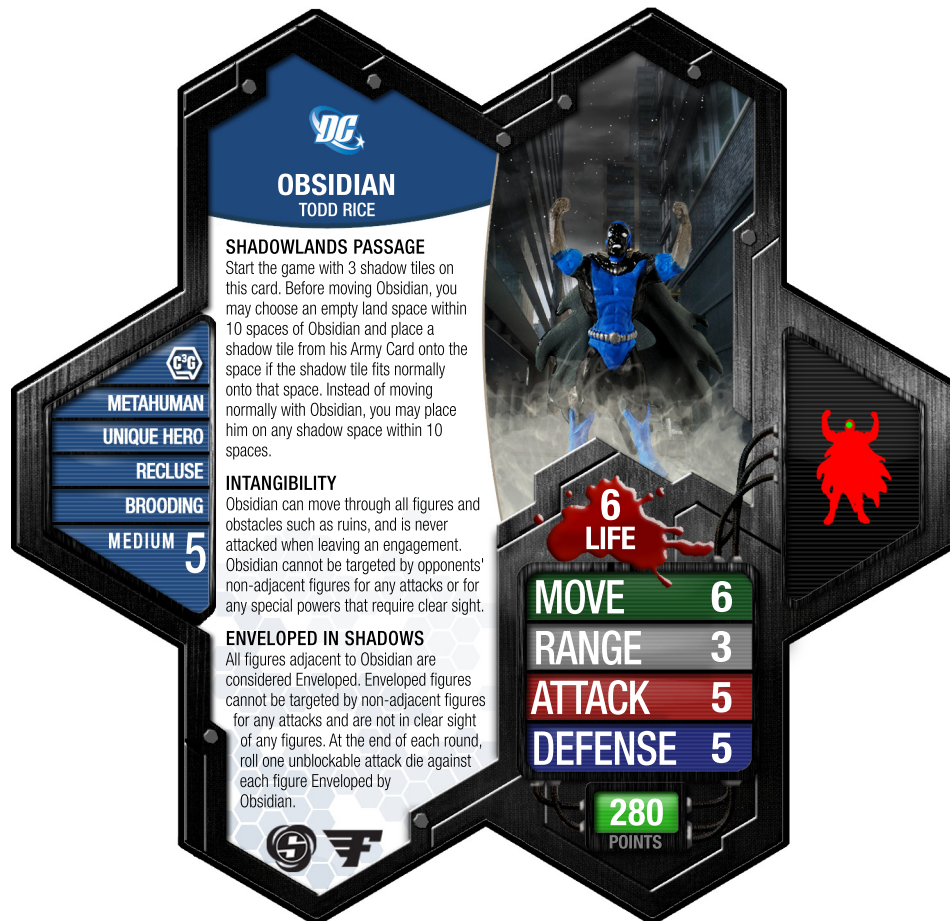 DC
OBSIDIAN
TODD RICE
SHADOWLANDS PASSAGE
Start the game with 3 shadow tiles on
this card. Before moving Obsidian, you
may choose an empty land space within
10 spaces of Obsidian and place a
shadow tile from his Army Card onto the
space if the shadow tile fits normally
onto that space. Instead of moving
normally with Obsidian, you may place
him on any shadow space within 10
spaces.
INTANGIBILITY
Obsidian can move through all figures and
obstacles such as ruins, and is never
attacked when leaving an engagement.
Obsidian cannot be targeted by opponents'
non-adjacent figures for any attacks or for
any special powers that require clear sight.
ENVELOPED IN SHADOWS
All figures adjacent to Obsidian are
considered Enveloped. Enveloped figures
cannot be targeted by non-adjacent figures
for any attacks and are not in clear sight
of any figures. At the end of each round,
roll one unblockable attack die against
each figure Enveloped by
Obsidian.
S F
C3G
METAHUMAN
UNIQUE HERO
RECLUSE
BROODING
MEDIUM 5
6
LIFE
MOVE 6
RANGE 3
ATTACK 5
DEFENSE 5
280
POINTS